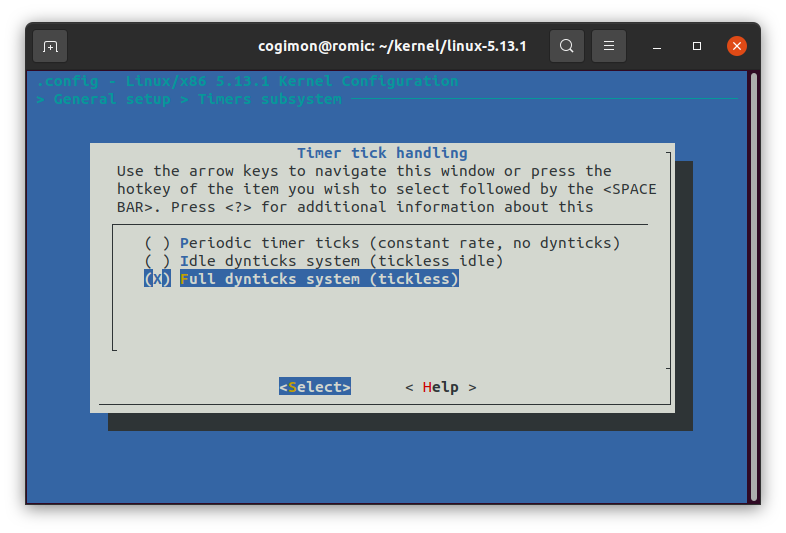 cogimon@romic: ~/kernel/linux-5.13.1
.config - Linux/x86 5.13.1 Kernel Configuration
> General setup > Timers subsystem
Timer tick handling
Use the arrow keys to navigate this window or press the
hotkey of the item you wish to select followed by the <SPACE
BAR>. Press <?> for additional information about this
( ) Periodic timer ticks (constant rate, no dynticks)
( ) Idle dynticks system (tickless idle)
(X) Full dynticks system (tickless)
<Select> < Help >